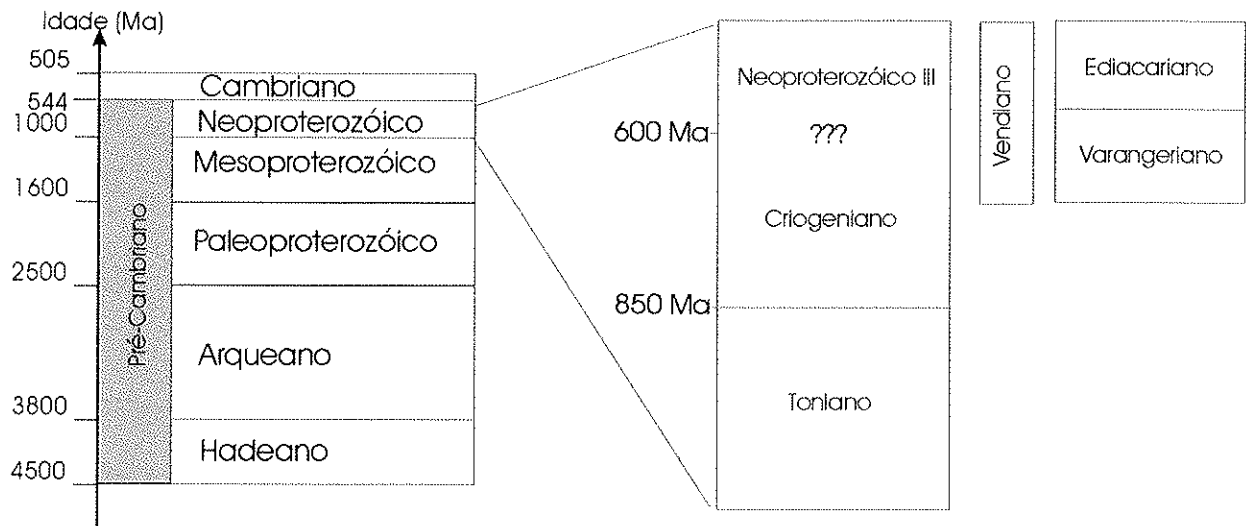 Idade (Ma)
505
Cambriano
544
Neoproterozóico
1000
Mesoproterozóico
1600
Paleoproterozóico
2500
Arqueano
3800
Hadeano
4500
Pré-Cambriano
Neoproterozóico III
600 Ma
???
Criogeniano
850 Ma
Toniano
Vendiano
Ediacariano
Varangeriano